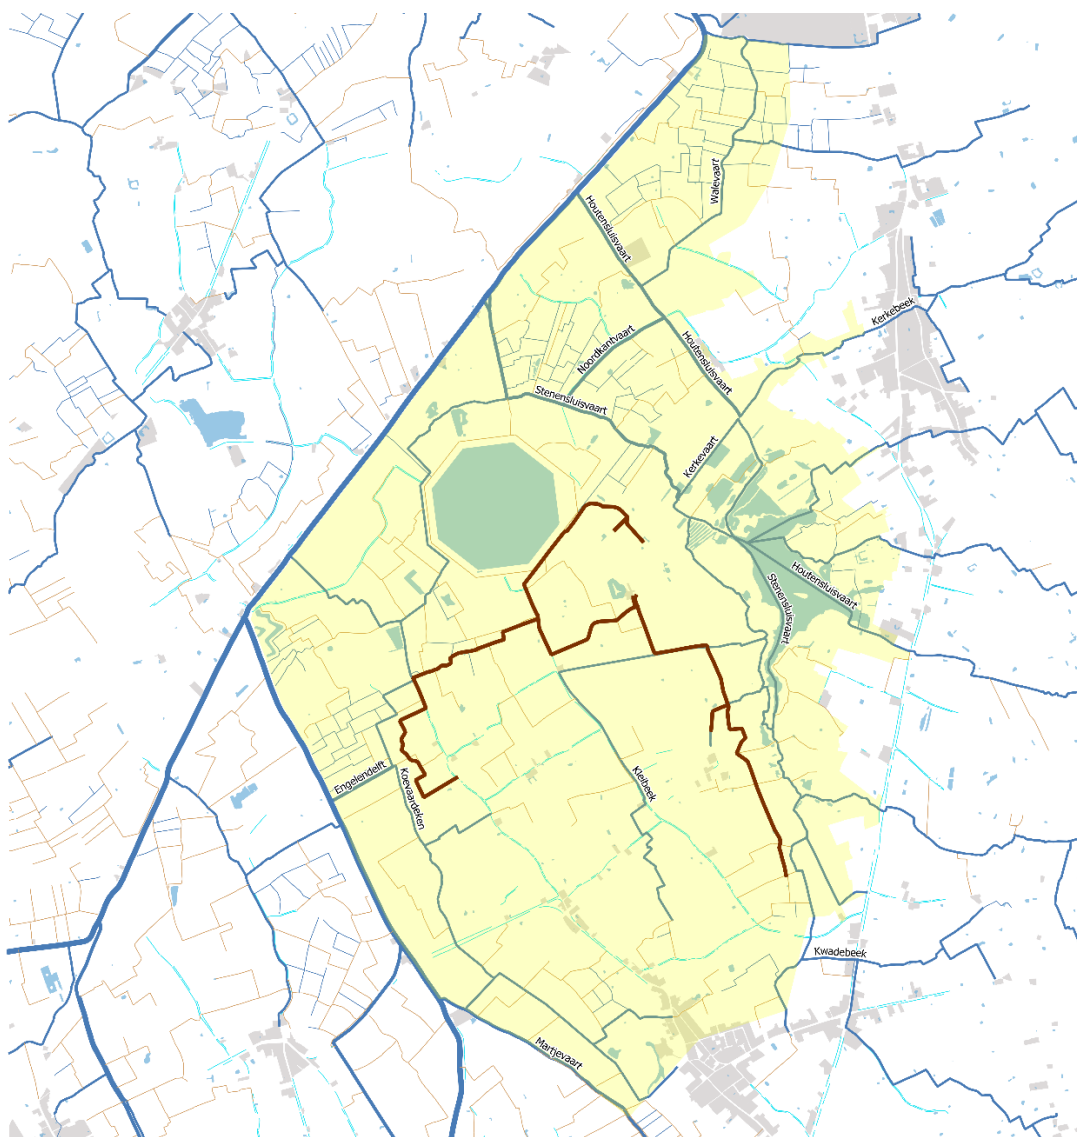 Walevaart
Houtensluisvaart
Kerkebeek
Noordkantvaart
Houtensluisvaart
Stenensluisvaart
Kerkevaart
Houtensluisvaart
Stenensluisvaart
Engelendelft
Koevaardeken
Kleibeek
Kwadebeek
Martjevaart